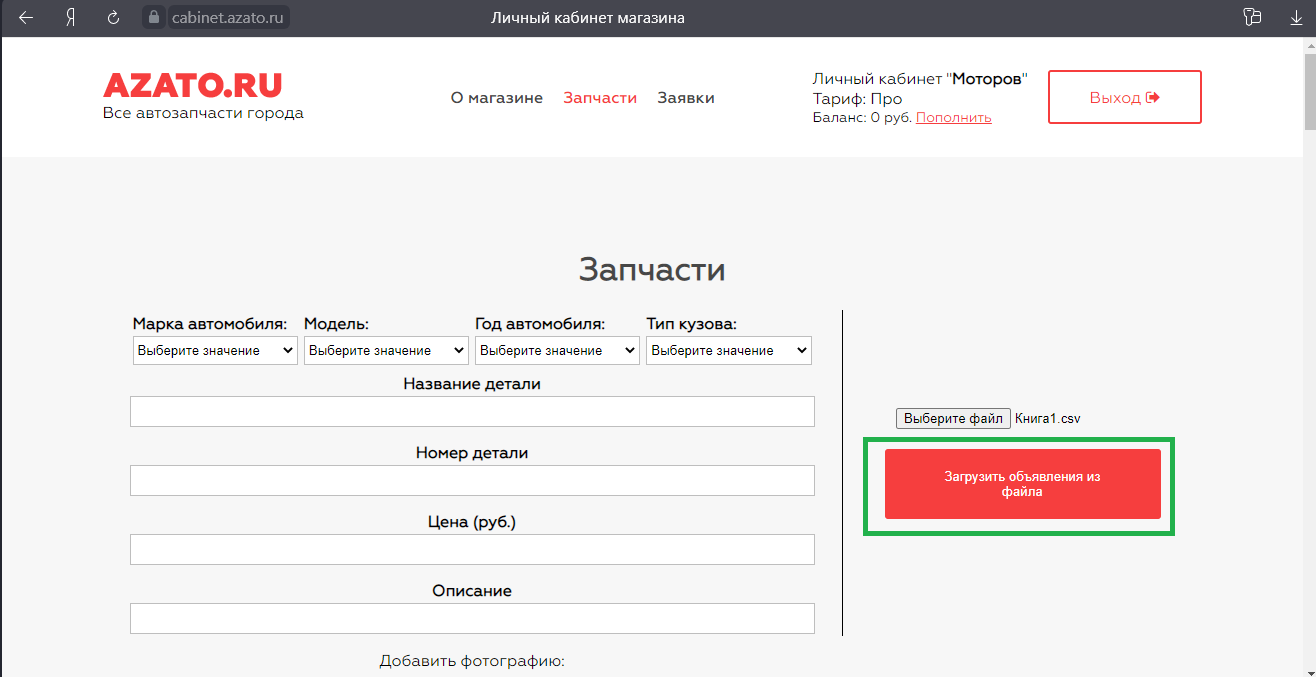 cabinet.azato.ru
Личный кабинет магазина
AZATO.RU
Все автозапчасти города
О магазине
Запчасти
Заявки
Личный кабинет "Моторов"
Тариф: Про
Баланс: 0 руб. Пополнить
Выход
Запчасти
Марка автомобиля:
Модель:
Год автомобиля:
Тип кузова:
Выберите значение
Выберите значение
Выберите значение
Выберите значение
Название детали
Номер детали
Цена (руб.)
Описание
Добавить фотографию:
Выберите файл Книга1.csv
Загрузить объявления из
файла